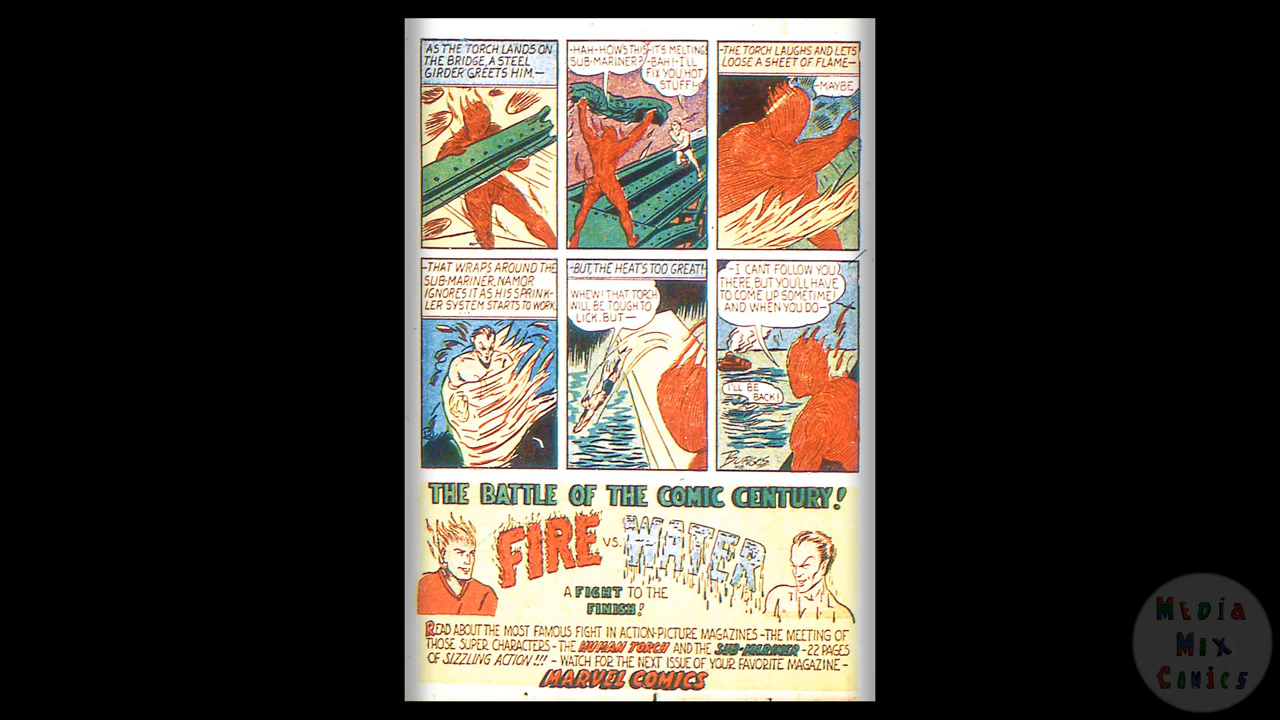 AS THE TORCH LANDS ON
THE BRIDGE, A STEEL
GIRDER GREETS HIM—
-HAH-HOWS THIS
SUB-MARINER?
-IT'S MELTING!
-BAH!-I'LL
FIX YOU, HOT
STUFF!-
-THE TORCH LAUGHS AND LETS
LOOSE A SHEET OF FLAME—
-MAYBE
-THAT WRAPS AROUND THE
SUB-MARINER, NAMOR
IGNORES IT AS HIS SPRINK-
LER SYSTEM STARTS TO WORK.
-BUT, THE HEAT'S TOO GREAT!
WHEW! THAT TORCH
WILL BE TOUGH TO
LICK. BUT—
-I CAN'T FOLLOW YOU
THERE, BUT YOU'LL HAVE
TO COME UP SOMETIME!
AND WHEN YOU DO—
I'LL BE
BACK!
BURGOS
THE BATTLE OF THE COMIC CENTURY!
FIRE VS. WATER
A FIGHT TO THE
FINISH!
READ ABOUT THE MOST FAMOUS FIGHT IN ACTION-PICTURE MAGAZINES -THE MEETING OF
THOSE SUPER CHARACTERS - THE HUMAN TORCH AND THE SUB-MARINER - 22 PAGES
OF SIZZLING ACTION!!! - WATCH FOR THE NEXT ISSUE OF YOUR FAVORITE MAGAZINE -
MARVEL COMICS
MEDiA
MIX
COMiCS